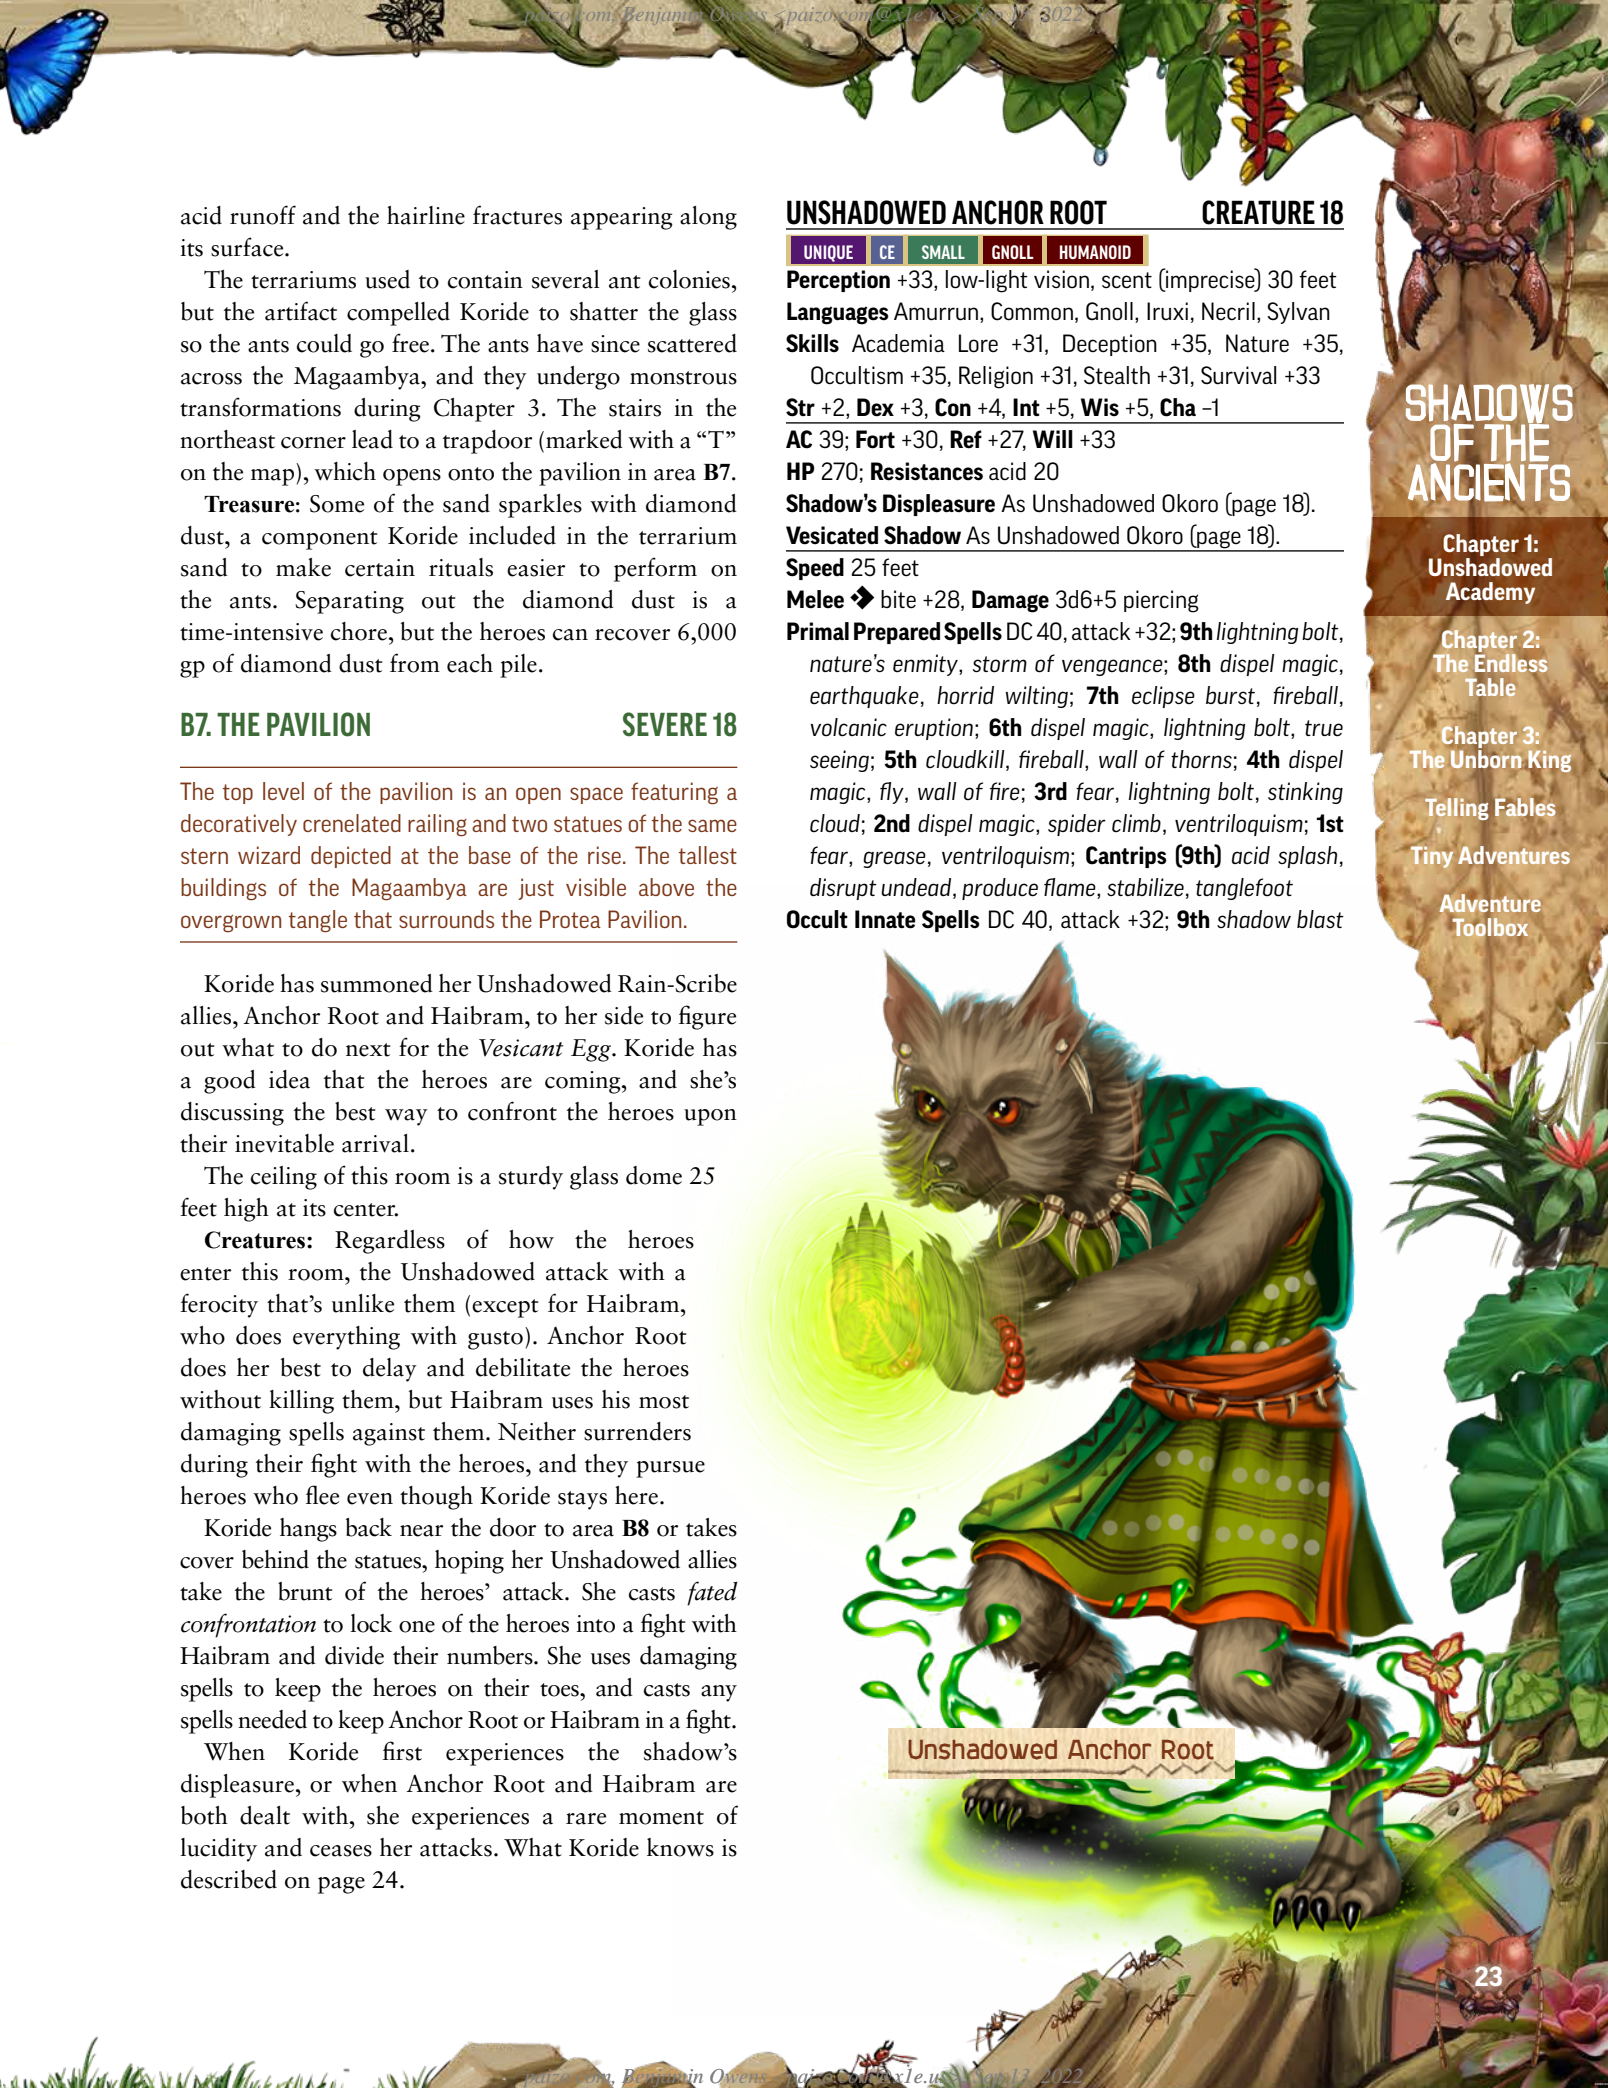 paizo.com, Benjamin Owens <paizo.com@x1e.us>, Sep 13, 2022
acid runoff and the hairline fractures appearing along
its surface.
The terrariums used to contain several ant colonies,
but the artifact compelled Koride to shatter the glass
so the ants could go free. The ants have since scattered
across the Magaambya, and they undergo monstrous
transformations during Chapter 3. The stairs in the
northeast corner lead to a trapdoor (marked with a “T”
on the map), which opens onto the pavilion in area B7.
Treasure: Some of the sand sparkles with diamond
dust, a component Koride included in the terrarium
sand to make certain rituals easier to perform on
the ants. Separating out the diamond dust is a
time-intensive chore, but the heroes can recover 6,000
gp of diamond dust from each pile.
B7. THE PAVILION SEVERE 18
The top level of the pavilion is an open space featuring a
decoratively crenelated railing and two statues of the same
stern wizard depicted at the base of the rise. The tallest
buildings of the Magaambya are just visible above the
overgrown tangle that surrounds the Protea Pavilion.
Koride has summoned her Unshadowed Rain-Scribe
allies, Anchor Root and Haibram, to her side to figure
out what to do next for the Vesicant Egg. Koride has
a good idea that the heroes are coming, and she’s
discussing the best way to confront the heroes upon
their inevitable arrival.
The ceiling of this room is a sturdy glass dome 25
feet high at its center.
Creatures: Regardless of how the heroes
enter this room, the Unshadowed attack with a
ferocity that’s unlike them (except for Haibram,
who does everything with gusto). Anchor Root
does her best to delay and debilitate the heroes
without killing them, but Haibram uses his most
damaging spells against them. Neither surrenders
during their fight with the heroes, and they pursue
heroes who flee even though Koride stays here.
Koride hangs back near the door to area B8 or takes
cover behind the statues, hoping her Unshadowed allies
take the brunt of the heroes’ attack. She casts fated
confrontation to lock one of the heroes into a fight with
Haibram and divide their numbers. She uses damaging
spells to keep the heroes on their toes, and casts any
spells needed to keep Anchor Root or Haibram in a fight.
When Koride first experiences the shadow’s
displeasure, or when Anchor Root and Haibram are
both dealt with, she experiences a rare moment of
lucidity and ceases her attacks. What Koride knows is
described on page 24.
UNSHADOWED ANCHOR ROOT CREATURE 18
UNIQUE CE SMALL GNOLL HUMANOID
Perception +33, low-light vision, scent (imprecise) 30 feet
Languages Amurrun, Common, Gnoll, Iruxi, Necril, Sylvan
Skills Academia Lore +31, Deception +35, Nature +35,
Occultism +35, Religion +31, Stealth +31, Survival +33
Str +2, Dex +3, Con +4, Int +5, Wis +5, Cha –1
AC 39; Fort +30, Ref +27, Will +33
HP 270; Resistances acid 20
Shadow’s Displeasure As Unshadowed Okoro (page 18).
Vesicated Shadow As Unshadowed Okoro (page 18).
Speed 25 feet
Melee bite +28, Damage 3d6+5 piercing
Primal Prepared Spells DC 40, attack +32; 9th lightning bolt,
nature’s enmity, storm of vengeance; 8th dispel magic,
earthquake, horrid wilting; 7th eclipse burst, fireball,
volcanic eruption; 6th dispel magic, lightning bolt, true
seeing; 5th cloudkill, fireball, wall of thorns; 4th dispel
magic, fly, wall of fire; 3rd fear, lightning bolt, stinking
cloud; 2nd dispel magic, spider climb, ventriloquism; 1st
fear, grease, ventriloquism; Cantrips (9th) acid splash,
disrupt undead, produce flame, stabilize, tanglefoot
Occult Innate Spells DC 40, attack +32; 9th shadow blast
Unshadowed Anchor Root
SHADOWS
OF THE
ANCIENTS
Chapter 1:
Unshadowed
Academy
Chapter 2:
The Endless
Table
Chapter 3:
The Unborn King
Telling Fables
Tiny Adventures
Adventure
Toolbox
23
paizo.com, Benjamin Owens <paizo.com@x1e.us>, Sep 13, 2022